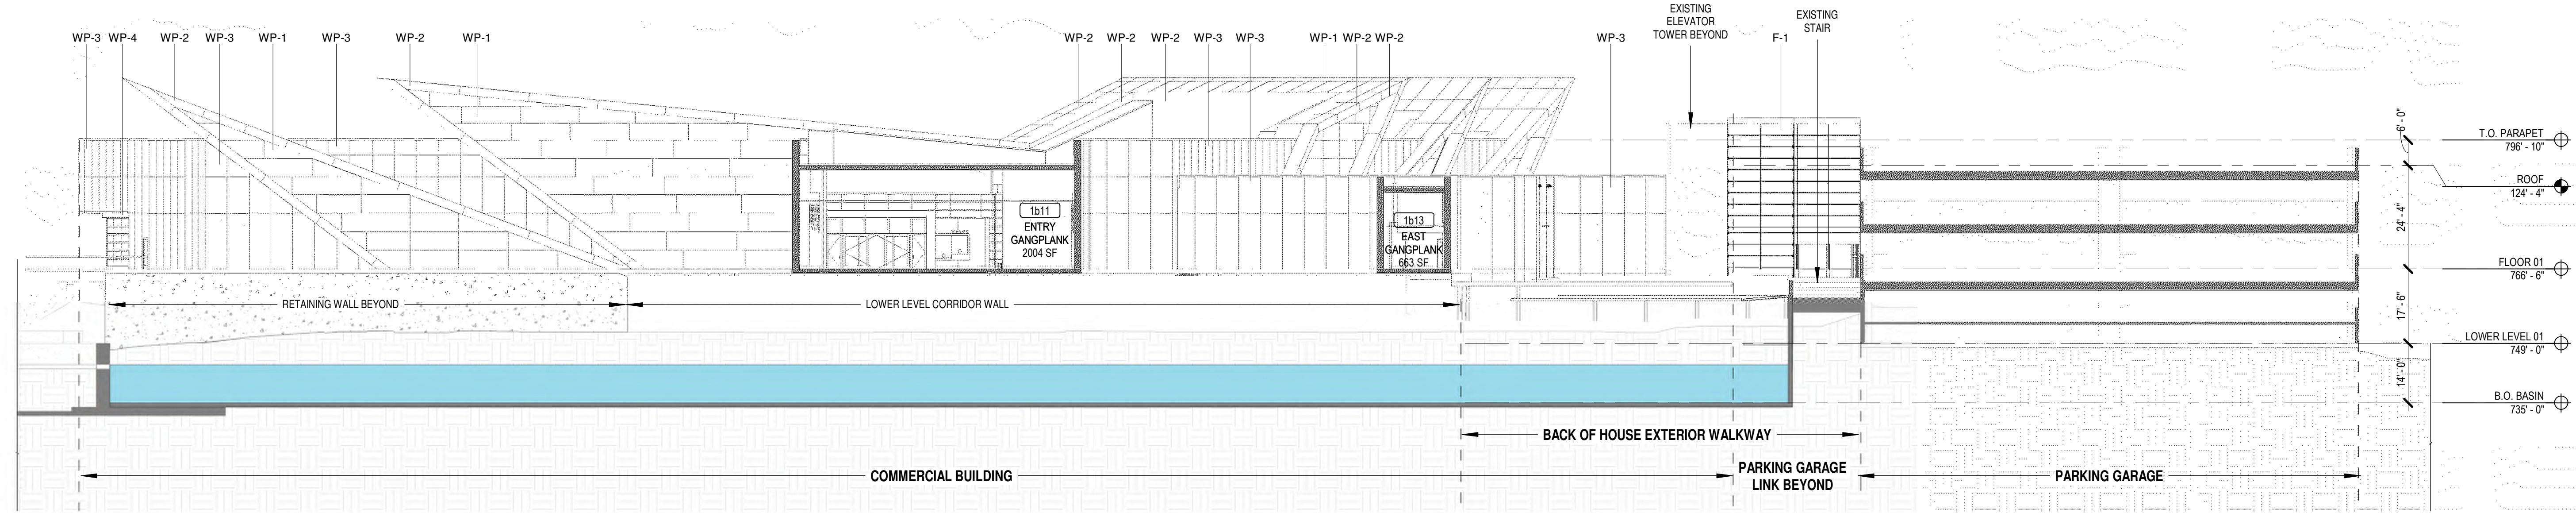 WP-3 WP-4 WP-2 WP-3 WP-1 WP-3 WP-2 WP-1 WP-2 WP-2 WP-2 WP-3 WP-3 WP-1 WP-2 WP-2 WP-3
EXISTING
ELEVATOR
TOWER BEYOND
F-1
EXISTING
STAIR
1b11
ENTRY
GANGPLANK
2004 SF
1b13
EAST
GANGPLANK
663 SF
RETAINING WALL BEYOND
LOWER LEVEL CORRIDOR WALL
BACK OF HOUSE EXTERIOR WALKWAY
COMMERCIAL BUILDING
PARKING GARAGE
LINK BEYOND
PARKING GARAGE
6' - 0"
24' - 4"
17' - 6"
14' - 0"
T.O. PARAPET
796' - 10"
ROOF
124' - 4"
FLOOR 01
766' - 6"
LOWER LEVEL 01
749' - 0"
B.O. BASIN
735' - 0"